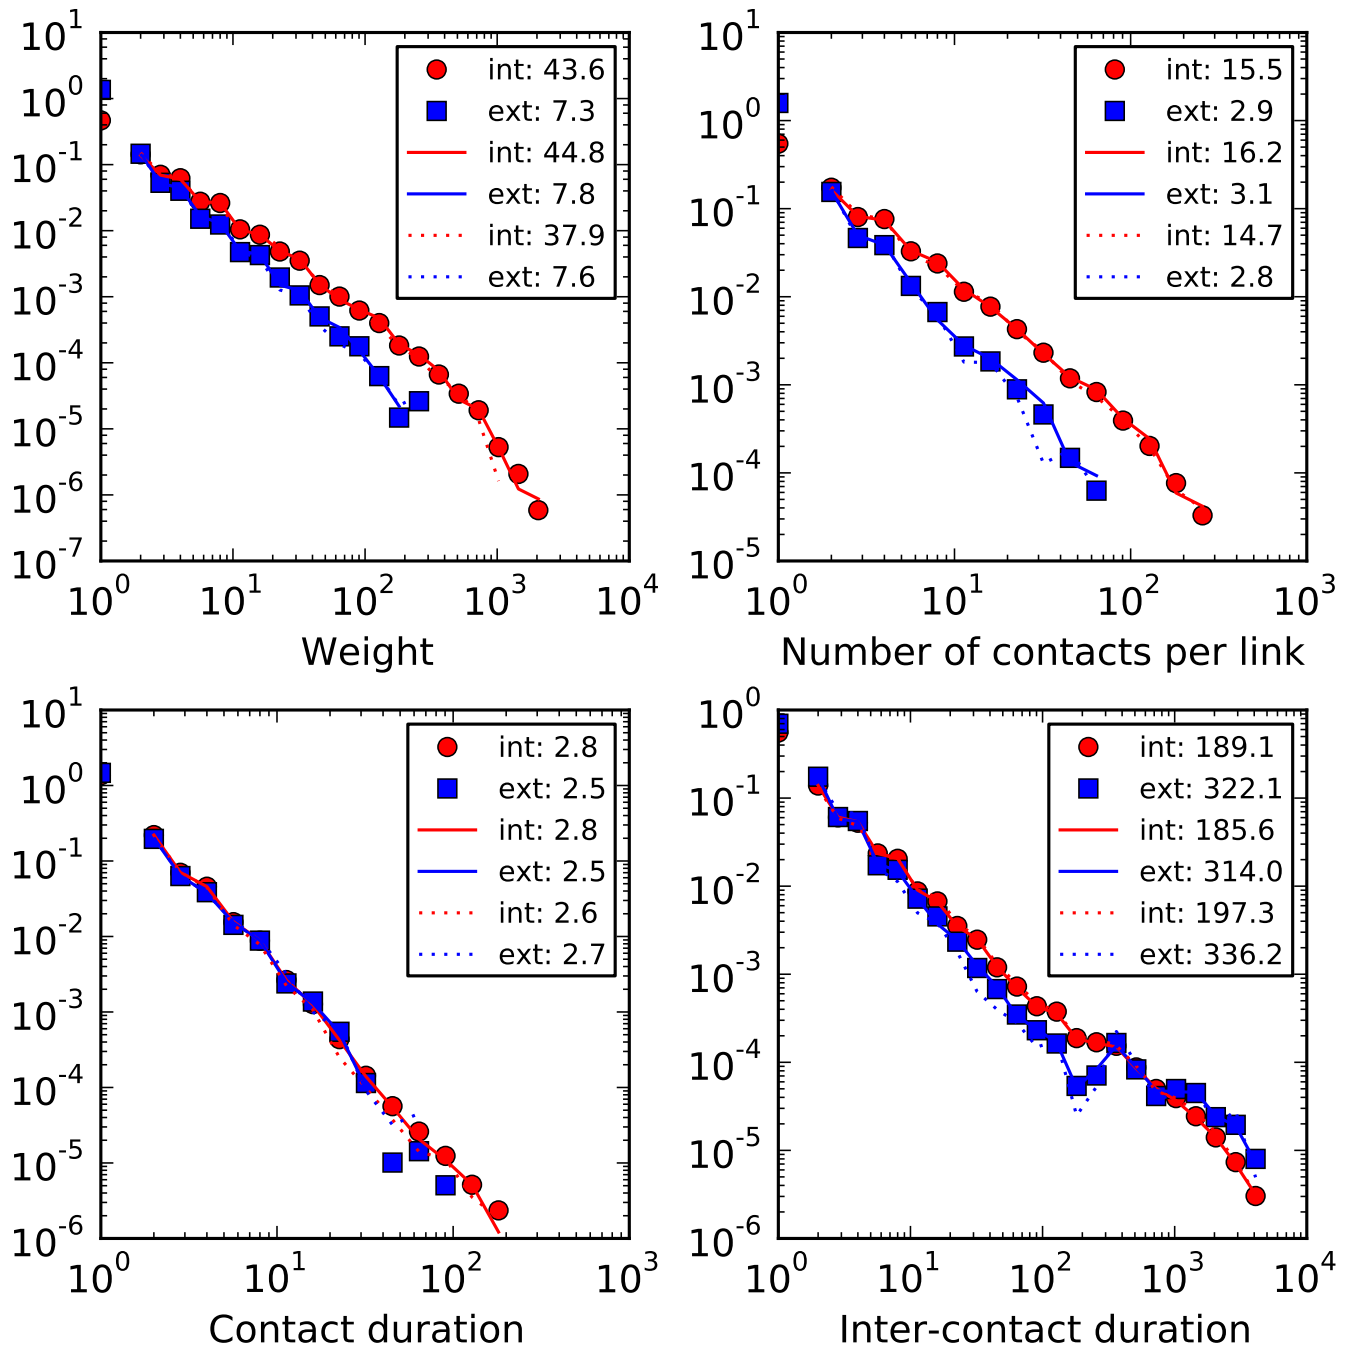 10^1
10^0
10^-1
10^-2
10^-3
10^-4
10^-5
10^-6
10^-7
int: 43.6
ext: 7.3
int: 44.8
ext: 7.8
int: 37.9
ext: 7.6
10^0 10^1 10^2 10^3 10^4
Weight
10^1
10^0
10^-1
10^-2
10^-3
10^-4
10^-5
int: 15.5
ext: 2.9
int: 16.2
ext: 3.1
int: 14.7
ext: 2.8
10^0 10^1 10^2 10^3
Number of contacts per link
10^1
10^0
10^-1
10^-2
10^-3
10^-4
10^-5
10^-6
int: 2.8
ext: 2.5
int: 2.8
ext: 2.5
int: 2.6
ext: 2.7
10^0 10^1 10^2 10^3
Contact duration
10^0
10^-1
10^-2
10^-3
10^-4
10^-5
10^-6
int: 189.1
ext: 322.1
int: 185.6
ext: 314.0
int: 197.3
ext: 336.2
10^0 10^1 10^2 10^3 10^4
Inter-contact duration